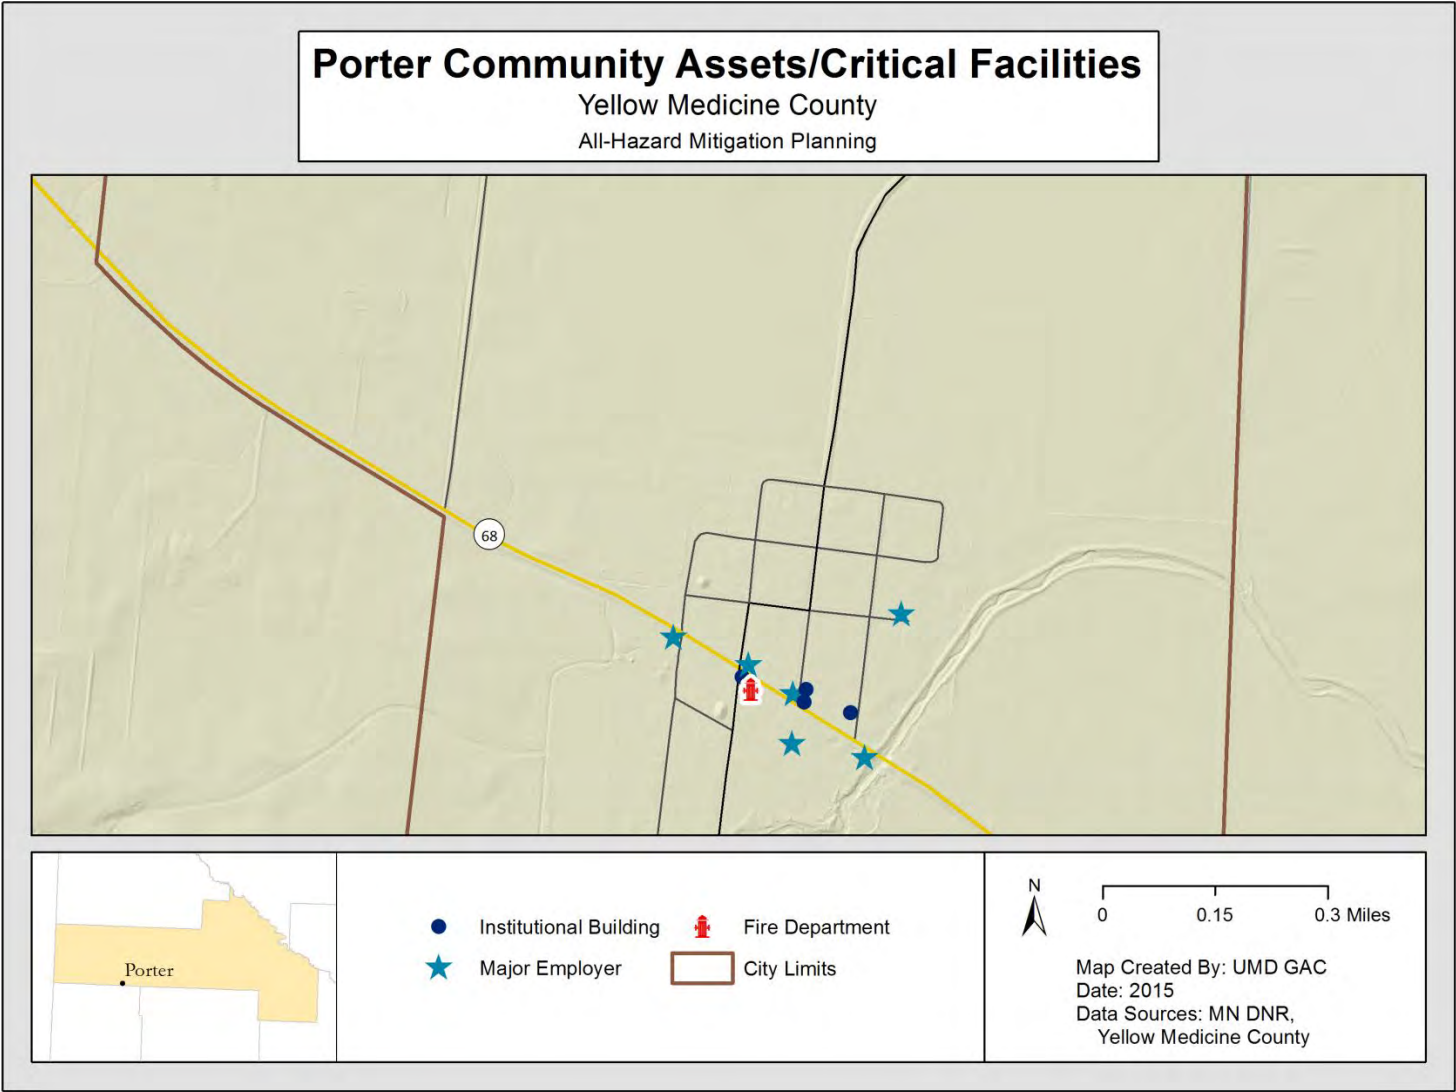 Porter Community Assets/Critical Facilities
Yellow Medicine County
All-Hazard Mitigation Planning
68
Porter
Institutional Building
Fire Department
Major Employer
City Limits
N
0 0.15 0.3 Miles
Map Created By: UMD GAC
Date: 2015
Data Sources: MN DNR,
Yellow Medicine County